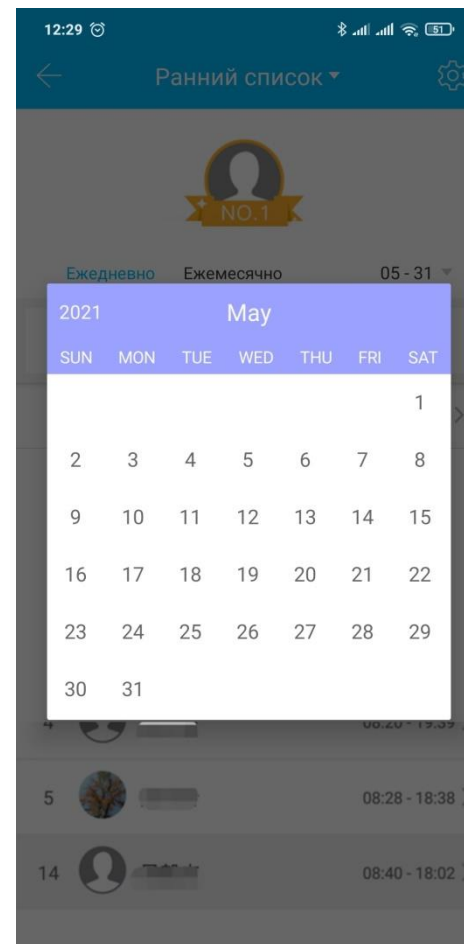 12:29 51
Ранний список
NO.1
Ежедневно Ежемесячно 05 - 31
2021 May
SUN MON TUE WED THU FRI SAT
1
2 3 4 5 6 7 8
9 10 11 12 13 14 15
16 17 18 19 20 21 22
23 24 25 26 27 28 29
30 31
08:20 - 19:39
5 08:28 - 18:38
14 08:40 - 18:02